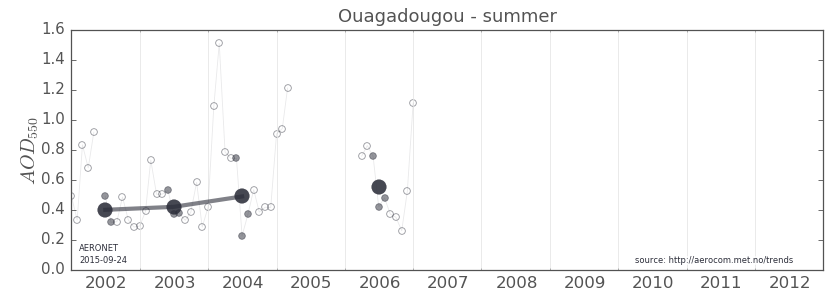 Ouagadougou - summer
1.6
1.4
1.2
1.0
0.8
0.6
0.4
0.2
0.0
AOD550
AERONET
2015-09-24
source: http://aerocom.met.no/trends
2002 2003 2004 2005 2006 2007 2008 2009 2010 2011 2012